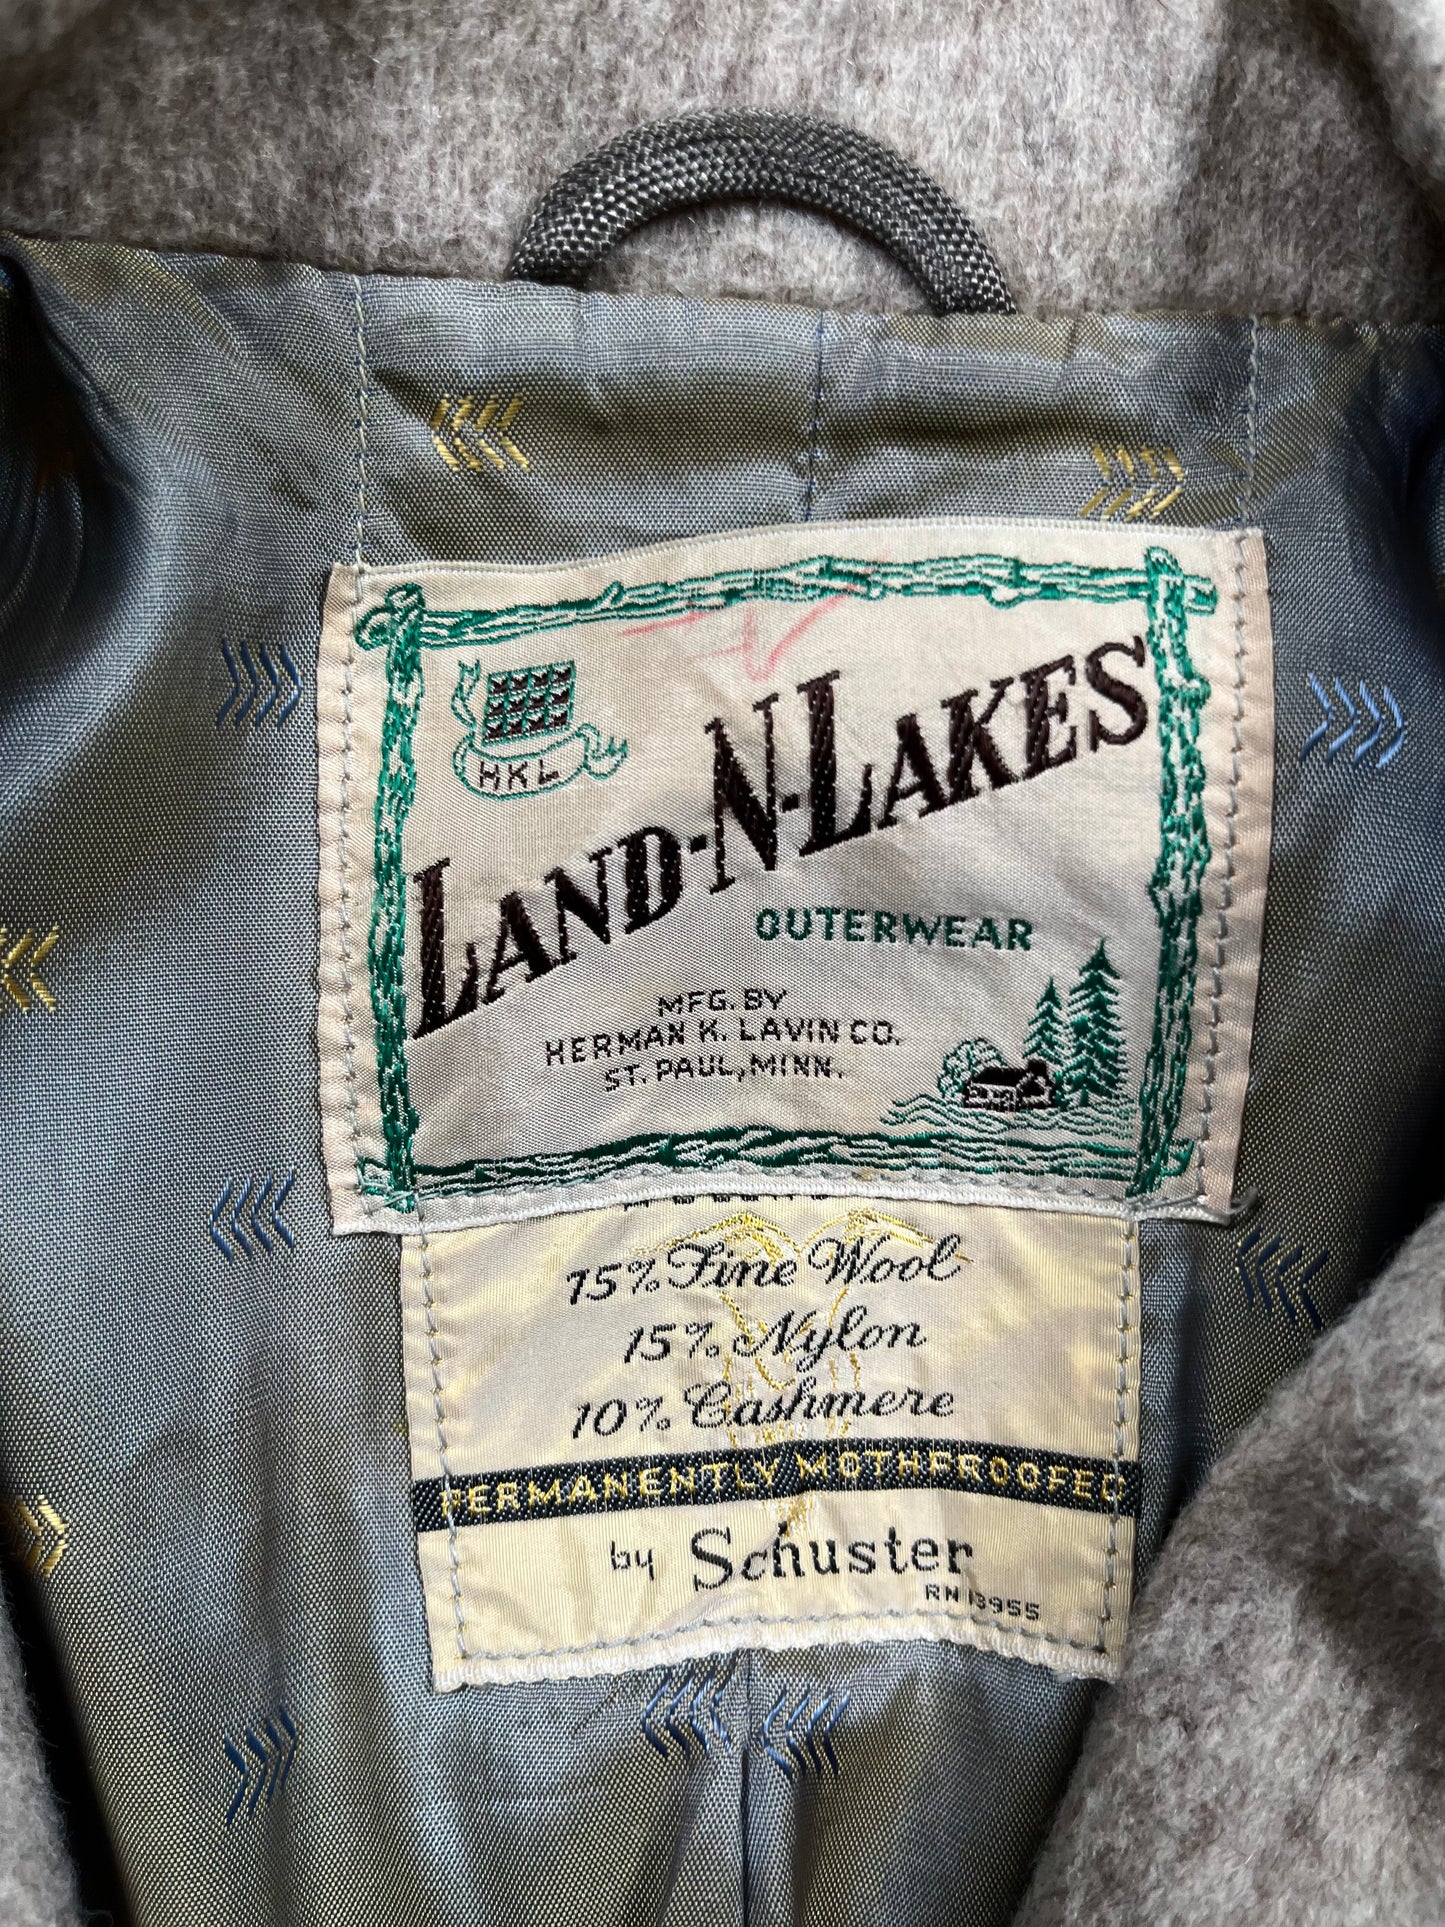 HKL
LAND-N-LAKES
OUTERWEAR
MFG. BY
HERMAN K. LAVIN CO.
ST. PAUL, MINN.
75% Fine Wool
15% Nylon
10% Cashmere
PERMANENTLY MOTHPROOFED
by Schuster
RN 13955